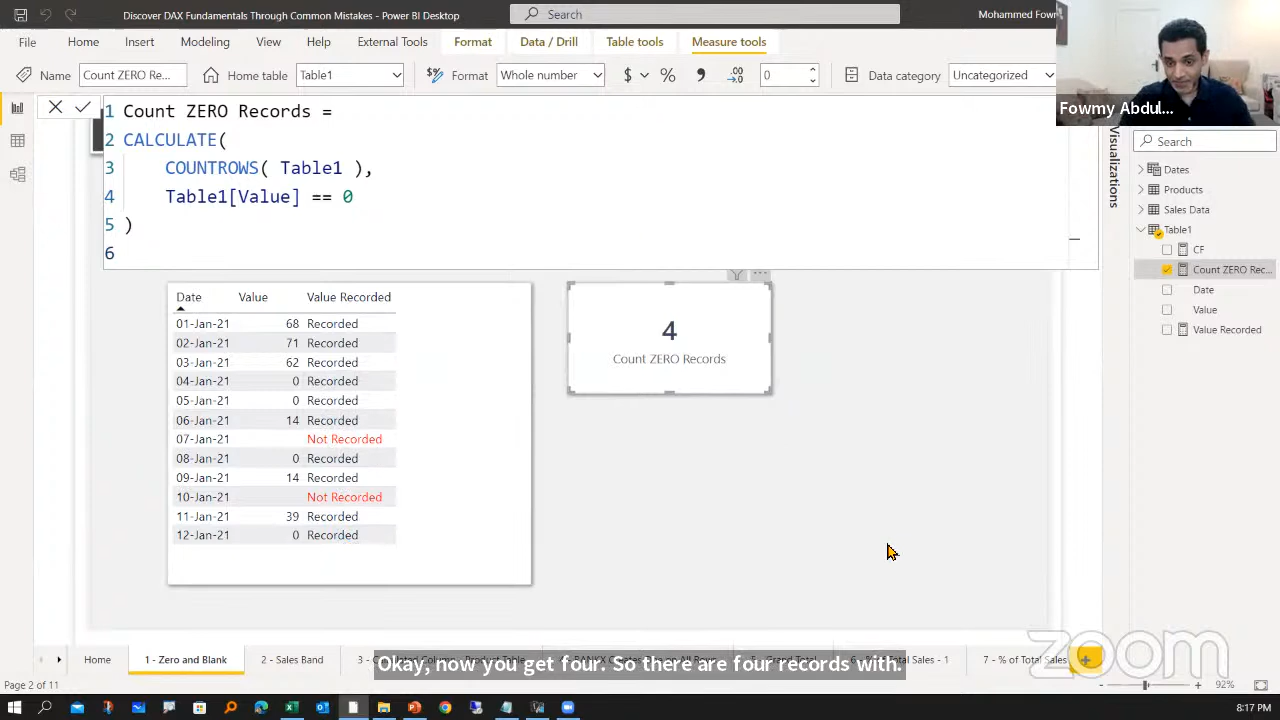 Discover DAX Fundamentals Through Common Mistakes - Power BI Desktop
Search
Mohammed Fow
File Home Insert Modeling View Help External Tools Format Data / Drill Table tools Measure tools
Name Count ZERO Re... Home table Table1 Format Whole number $ % 9 .00 0 Data category Uncategorized
Fowmy Abdul...
1 Count ZERO Records =
2 CALCULATE(
3 COUNTROWS( Table1 ),
4 Table1[Value] == 0
5 )
6
Date Value Value Recorded
01-Jan-21 68 Recorded
02-Jan-21 71 Recorded
03-Jan-21 62 Recorded
04-Jan-21 0 Recorded
05-Jan-21 0 Recorded
06-Jan-21 14 Recorded
07-Jan-21 Not Recorded
08-Jan-21 0 Recorded
09-Jan-21 14 Recorded
10-Jan-21 Not Recorded
11-Jan-21 39 Recorded
12-Jan-21 0 Recorded
4
Count ZERO Records
Visualizations
Search
Dates
Products
Sales Data
Table1
CF
Count ZERO Rec...
Date
Value
Value Recorded
Home 1 - Zero and Blank 2 - Sales Band 7 - % of Total Sales
Okay, now you get four. So there are four records with.
zoom
Page 2 of 11
92%
8:17 PM